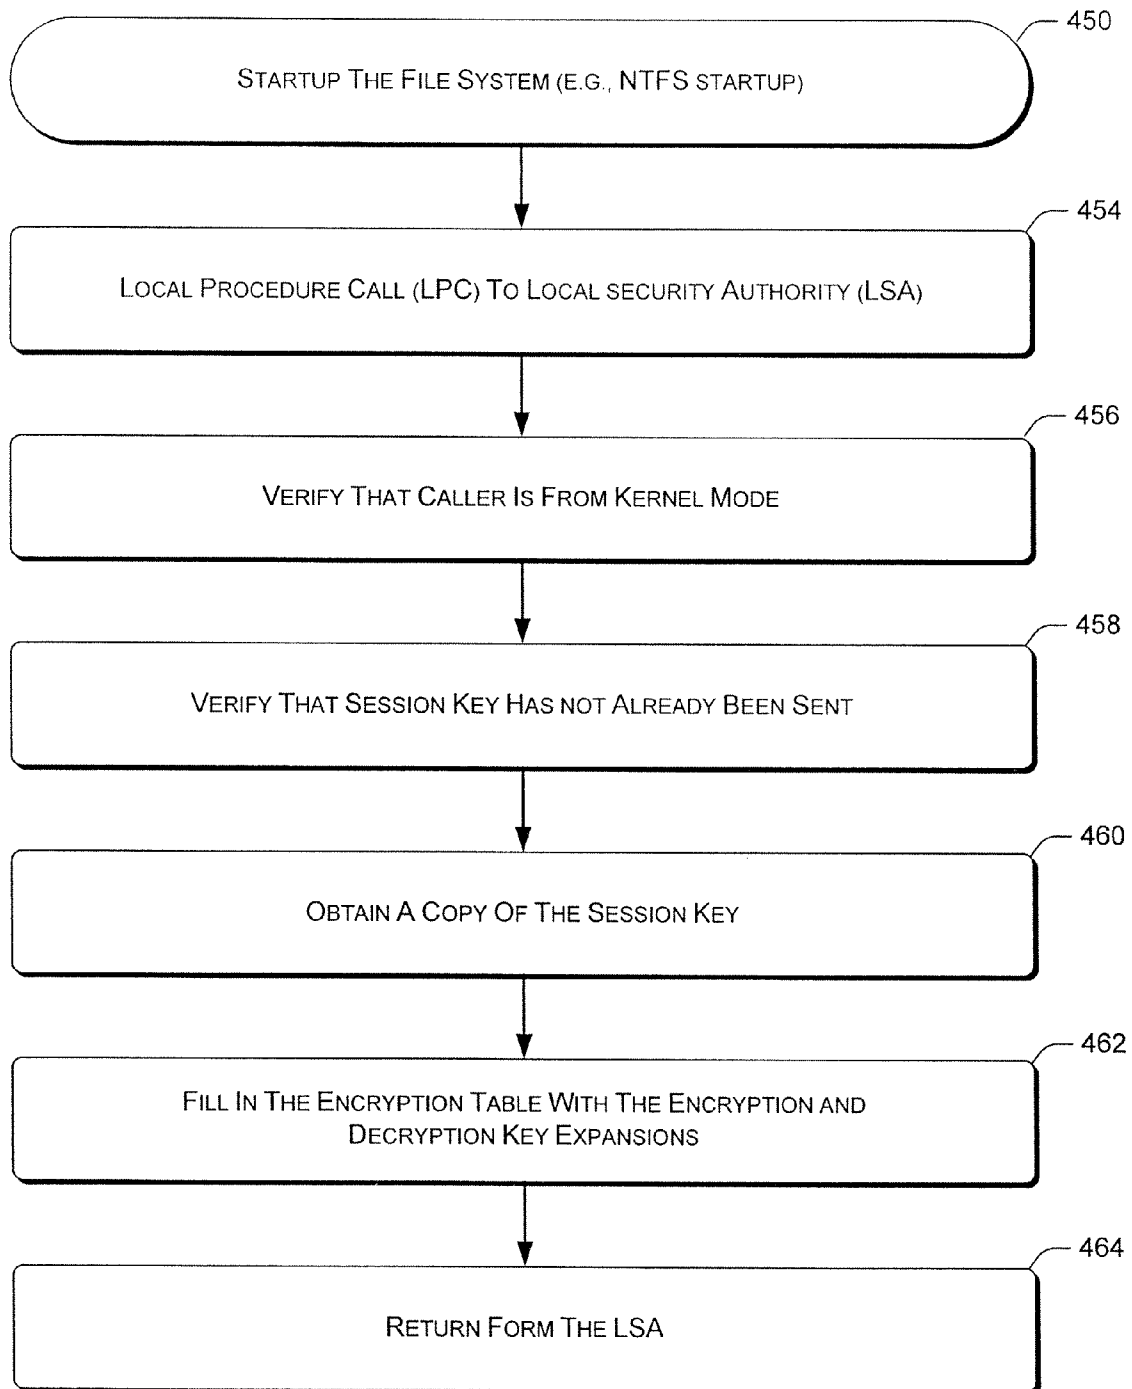 450
STARTUP THE FILE SYSTEM (E.G., NTFS STARTUP)
454
LOCAL PROCEDURE CALL (LPC) TO LOCAL SECURITY AUTHORITY (LSA)
456
VERIFY THAT CALLER IS FROM KERNEL MODE
458
VERIFY THAT SESSION KEY HAS NOT ALREADY BEEN SENT
460
OBTAIN A COPY OF THE SESSION KEY
462
FILL IN THE ENCRYPTION TABLE WITH THE ENCRYPTION AND
DECRYPTION KEY EXPANSIONS
464
RETURN FORM THE LSA